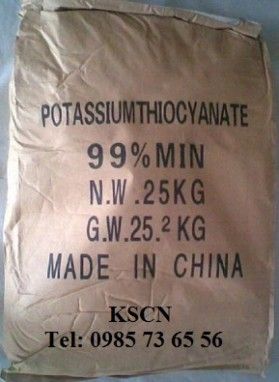 POTASSIUMTHIOCYANATE
99%MIN
N.W.25KG
G.W.25.²KG
MADE IN CHINA
KSCN
Tel: 0985 73 65 56